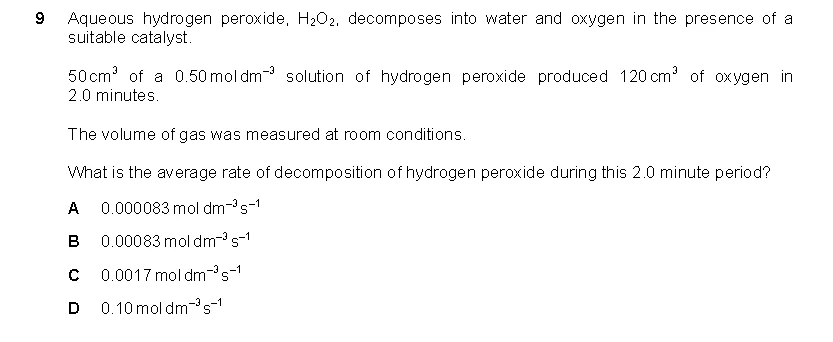 9 Aqueous hydrogen peroxide, H₂O₂, decomposes into water and oxygen in the presence of a
suitable catalyst.
50 cm³ of a 0.50 mol dm⁻³ solution of hydrogen peroxide produced 120 cm³ of oxygen in
2.0 minutes.
The volume of gas was measured at room conditions.
What is the average rate of decomposition of hydrogen peroxide during this 2.0 minute period?
A 0.000083 mol dm⁻³ s⁻¹
B 0.00083 mol dm⁻³ s⁻¹
C 0.0017 mol dm⁻³ s⁻¹
D 0.10 mol dm⁻³ s⁻¹